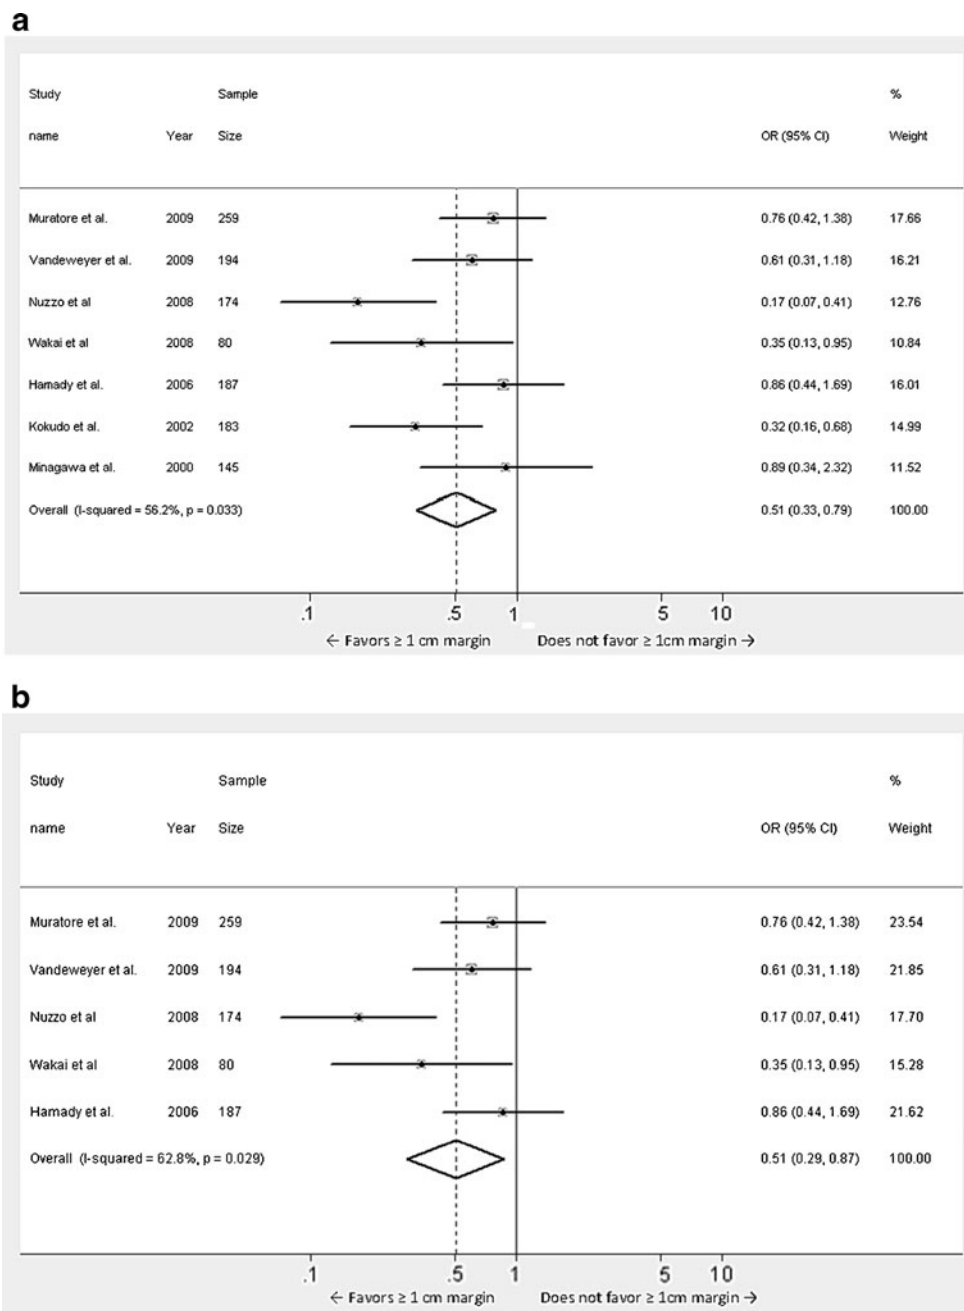 a
Study Sample %
name Year Size OR (95% CI) Weight
Muratore et al. 2009 259 0.76 (0.42, 1.38) 17.66
Vandeweyer et al. 2009 194 0.61 (0.31, 1.18) 16.21
Nuzzo et al 2008 174 0.17 (0.07, 0.41) 12.76
Wakai et al 2008 80 0.35 (0.13, 0.95) 10.84
Hamady et al. 2006 187 0.86 (0.44, 1.69) 16.01
Kokudo et al. 2002 183 0.32 (0.16, 0.68) 14.99
Minagawa et al. 2000 145 0.89 (0.34, 2.32) 11.52
Overall (I-squared = 56.2%, p = 0.033) 0.51 (0.33, 0.79) 100.00
.1 .5 1 5 10
← Favors ≥ 1 cm margin Does not favor ≥ 1cm margin →
b
Study Sample %
name Year Size OR (95% CI) Weight
Muratore et al. 2009 259 0.76 (0.42, 1.38) 23.54
Vandeweyer et al. 2009 194 0.61 (0.31, 1.18) 21.85
Nuzzo et al 2008 174 0.17 (0.07, 0.41) 17.70
Wakai et al 2008 80 0.35 (0.13, 0.95) 15.28
Hamady et al. 2006 187 0.86 (0.44, 1.69) 21.62
Overall (I-squared = 62.8%, p = 0.029) 0.51 (0.29, 0.87) 100.00
.1 .5 1 5 10
← Favors ≥ 1 cm margin Does not favor ≥ 1cm margin →